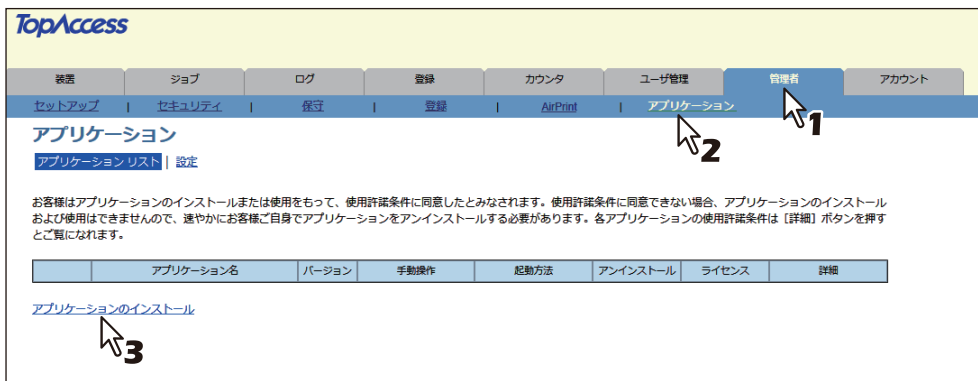 TopAccess
装置 ジョブ ログ 登録 カウンタ ユーザ管理 管理者 アカウント
セットアップ | セキュリティ | 保守 | 登録 | AirPrint | アプリケーション
1
2
アプリケーション
アプリケーション リスト | 設定
お客様はアプリケーションのインストールまたは使用をもって、使用許諾条件に同意したとみなされます。使用許諾条件に同意できない場合、アプリケーションのインストール
および使用はできませんので、速やかにお客様ご自身でアプリケーションをアンインストールする必要があります。各アプリケーションの使用許諾条件は［詳細］ボタンを押す
とご覧になれます。
アプリケーション名 バージョン 手動操作 起動方法 アンインストール ライセンス 詳細
アプリケーションのインストール
3